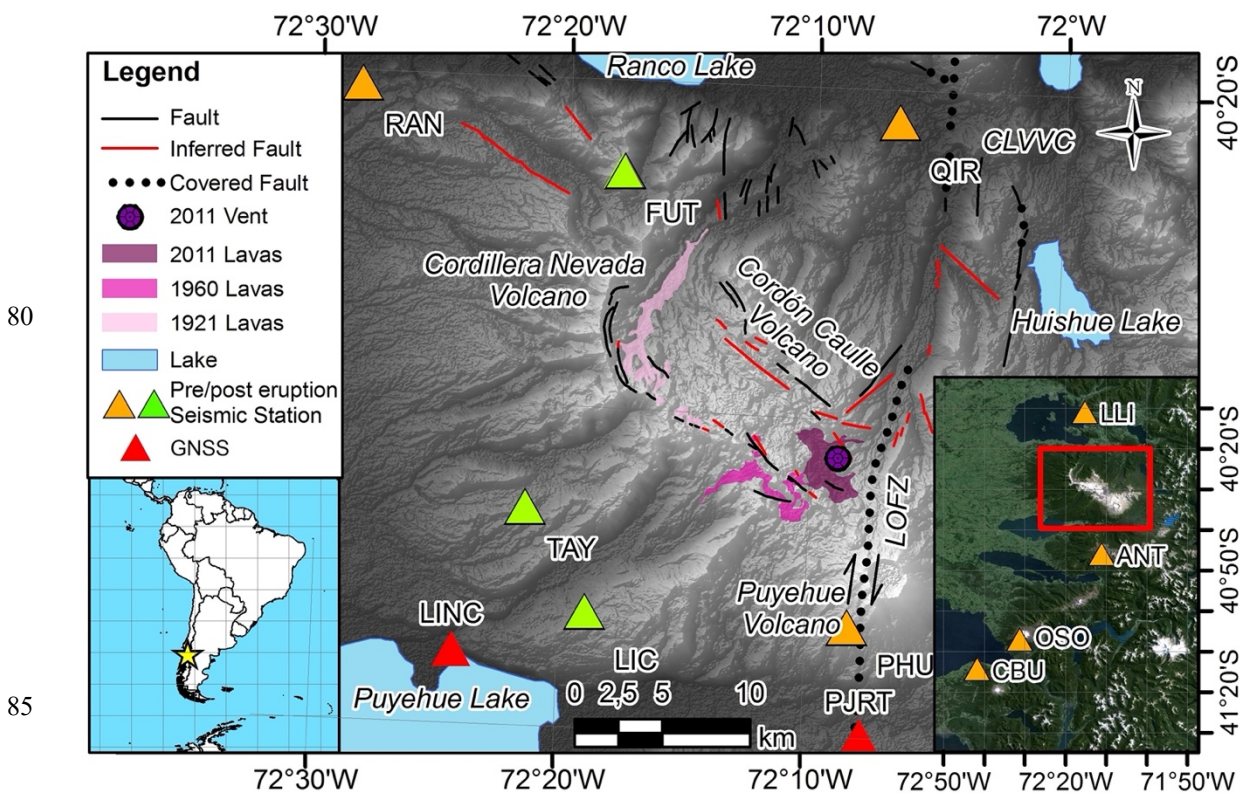 72°30'W
72°20'W
72°10'W
72°0'W
Legend
Fault
Inferred Fault
Covered Fault
2011 Vent
2011 Lavas
1960 Lavas
1921 Lavas
Lake
Pre/post eruption
Seismic Station
GNSS
Ranco Lake
RAN
FUT
QIR
CLVVC
40°20'S
Cordillera Nevada
Volcano
Cordón Caulle
Volcano
Huishue Lake
80
LOFZ
TAY
LINC
LIC
Puyehue
Volcano
PHU
PJRT
Puyehue Lake
0 2,5 5 10
km
N
LLI
ANT
OSO
CBU
40°20'S
40°50'S
41°20'S
85
72°30'W
72°20'W
72°10'W
72°50'W
72°20'W
71°50'W